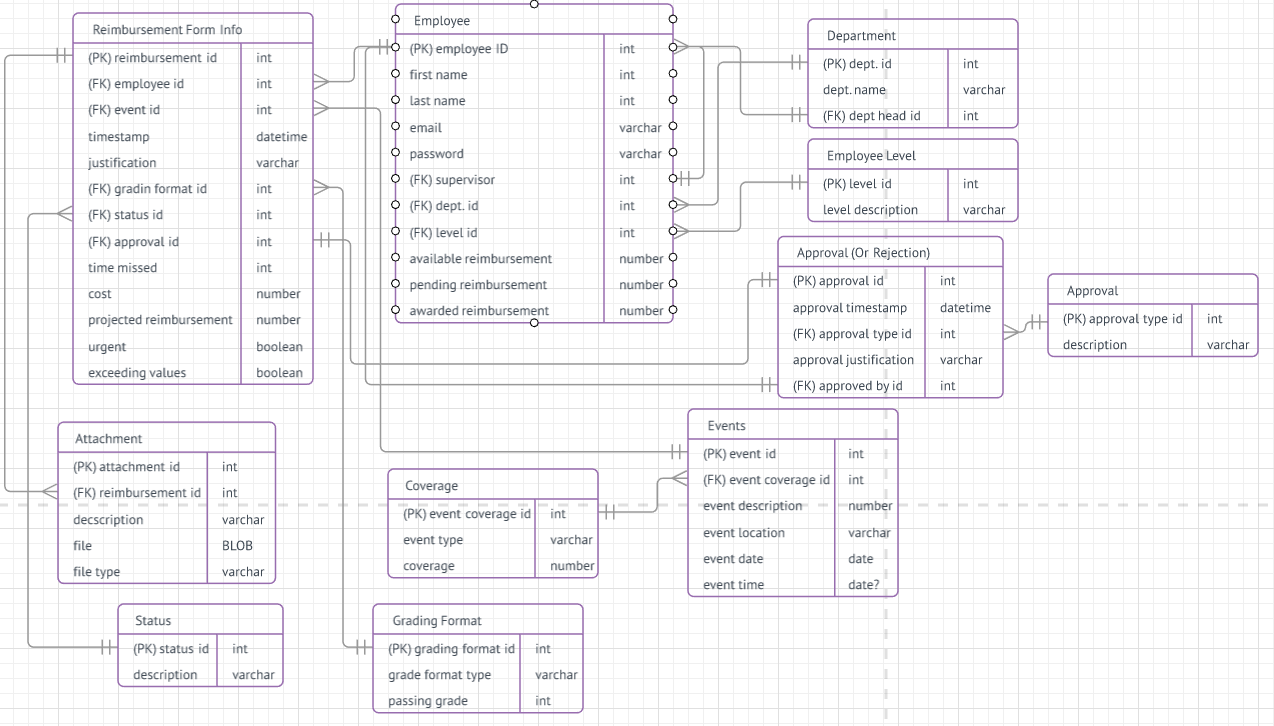 Reimbursement Form Info
(PK) reimbursement id int
(FK) employee id int
(FK) event id int
timestamp datetime
justification varchar
(FK) gradin format id int
(FK) status id int
(FK) approval id int
time missed int
cost number
projected reimbursement number
urgent boolean
exceeding values boolean
Employee
(PK) employee ID int
first name int
last name int
email varchar
password varchar
(FK) supervisor int
(FK) dept. id int
(FK) level id int
available reimbursement number
pending reimbursement number
awarded reimbursement number
Department
(PK) dept. id int
dept. name varchar
(FK) dept head id int
Employee Level
(PK) level id int
level description varchar
Approval (Or Rejection)
(PK) approval id int
approval timestamp datetime
(FK) approval type id int
approval justification varchar
(FK) approved by id int
Approval
(PK) approval type id int
description varchar
Attachment
(PK) attachment id int
(FK) reimbursement id int
decscription varchar
file BLOB
file type varchar
Coverage
(PK) event coverage id int
event type varchar
coverage number
Events
(PK) event id int
(FK) event coverage id int
event description number
event location varchar
event date date
event time date?
Status
(PK) status id int
description varchar
Grading Format
(PK) grading format id int
grade format type varchar
passing grade int